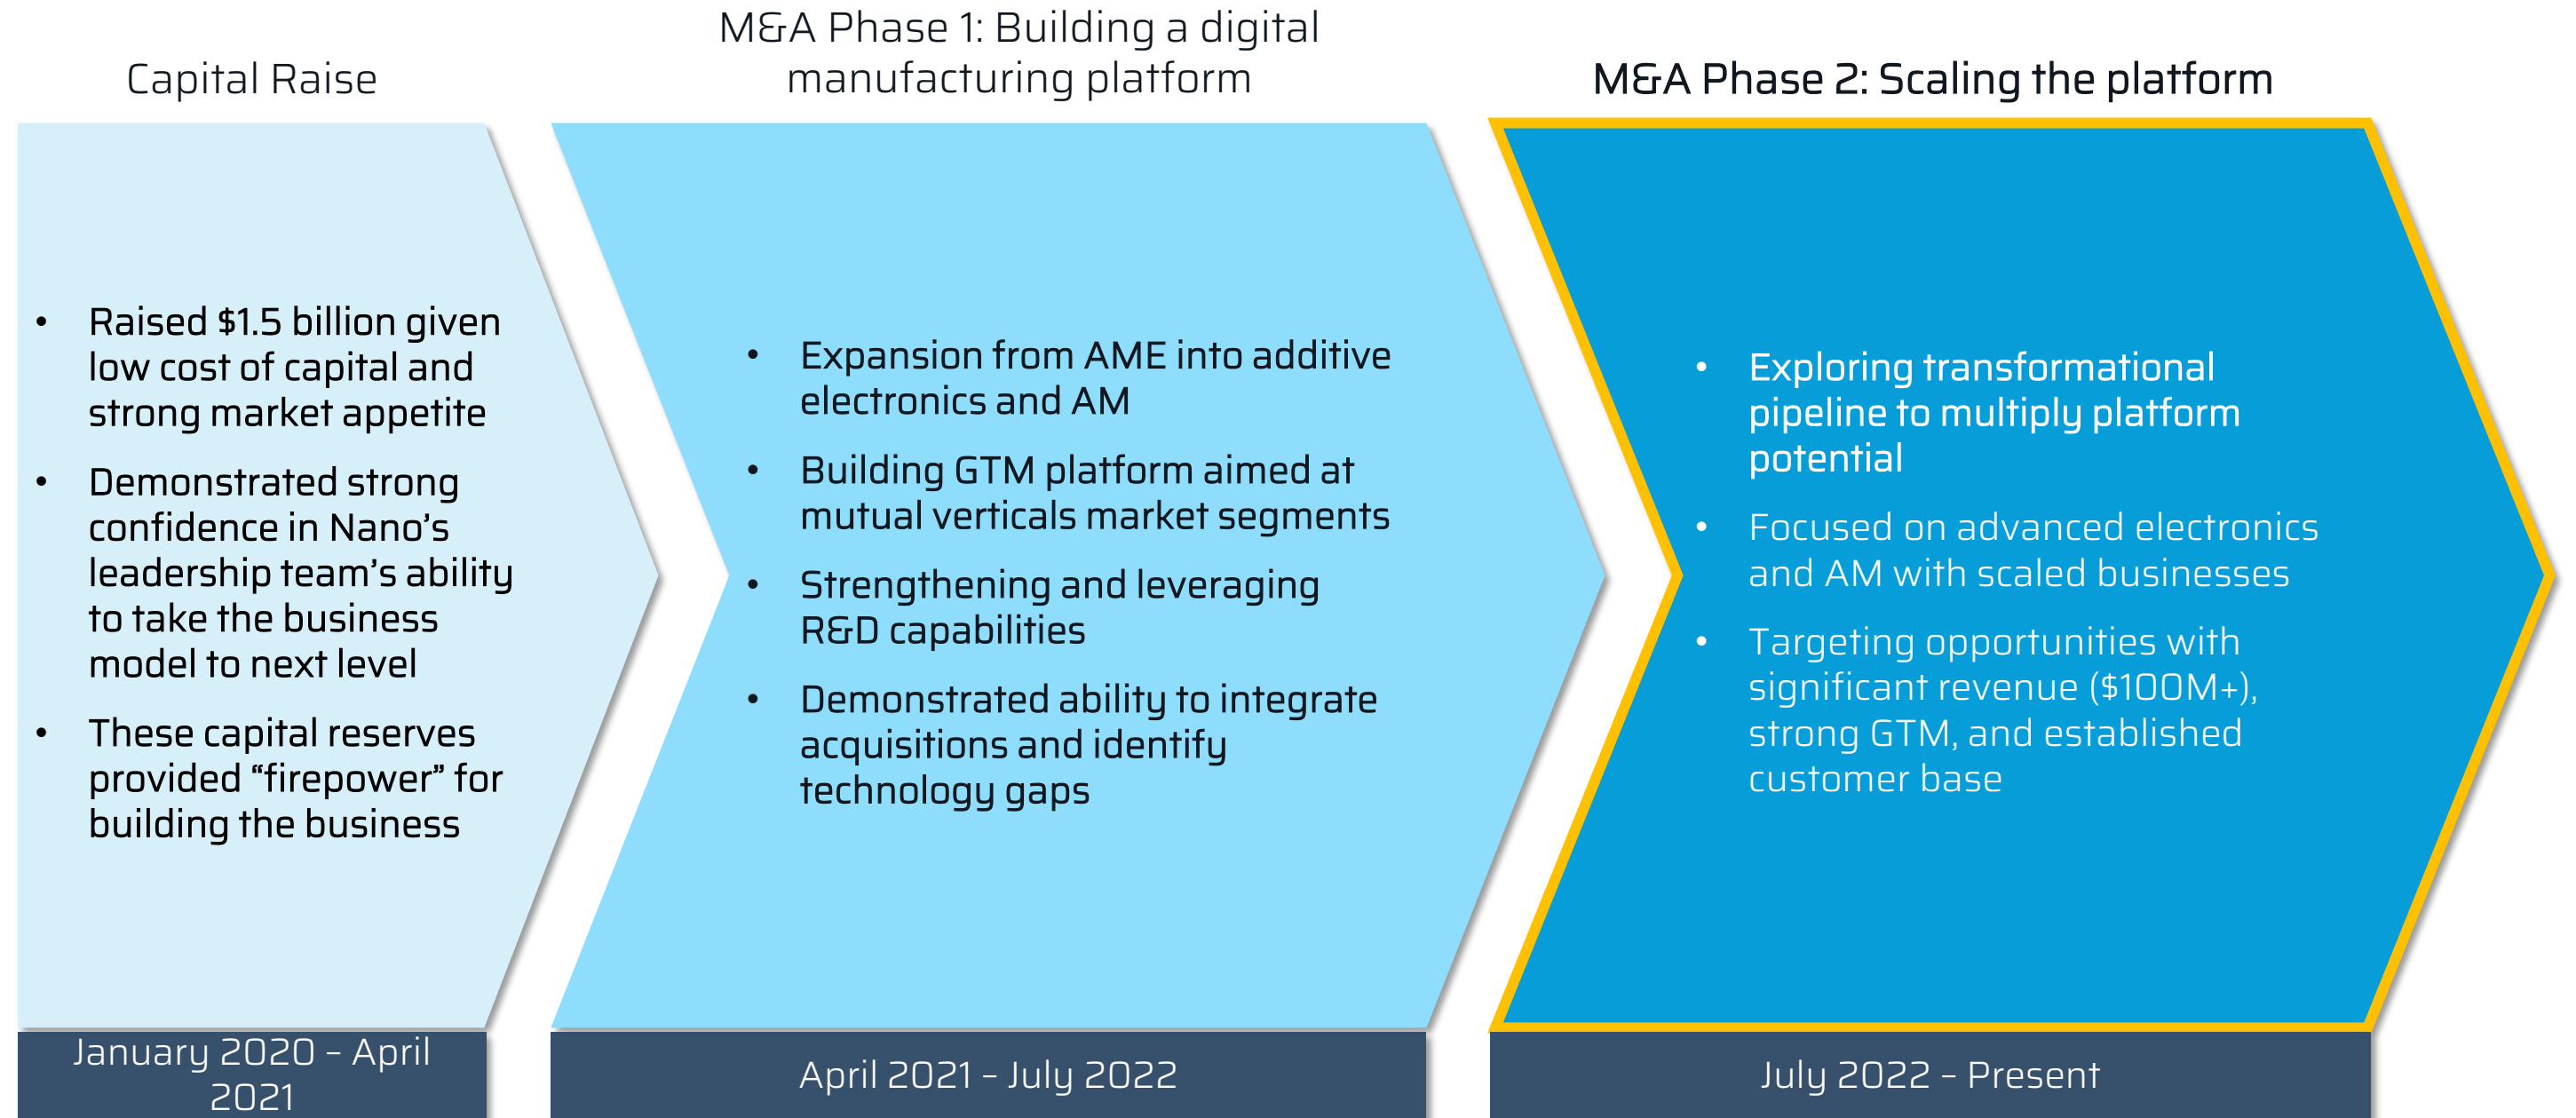 Capital Raise
• Raised $1.5 billion given
low cost of capital and
strong market appetite
• Demonstrated strong
confidence in Nano’s
leadership team’s ability
to take the business
model to next level
• These capital reserves
provided “firepower” for
building the business
January 2020 – April
2021
M&A Phase 1: Building a digital
manufacturing platform
• Expansion from AME into additive
electronics and AM
• Building GTM platform aimed at
mutual verticals market segments
• Strengthening and leveraging
R&D capabilities
• Demonstrated ability to integrate
acquisitions and identify
technology gaps
April 2021 – July 2022
M&A Phase 2: Scaling the platform
• Exploring transformational
pipeline to multiply platform
potential
• Focused on advanced electronics
and AM with scaled businesses
• Targeting opportunities with
significant revenue ($100M+),
strong GTM, and established
customer base
July 2022 – Present